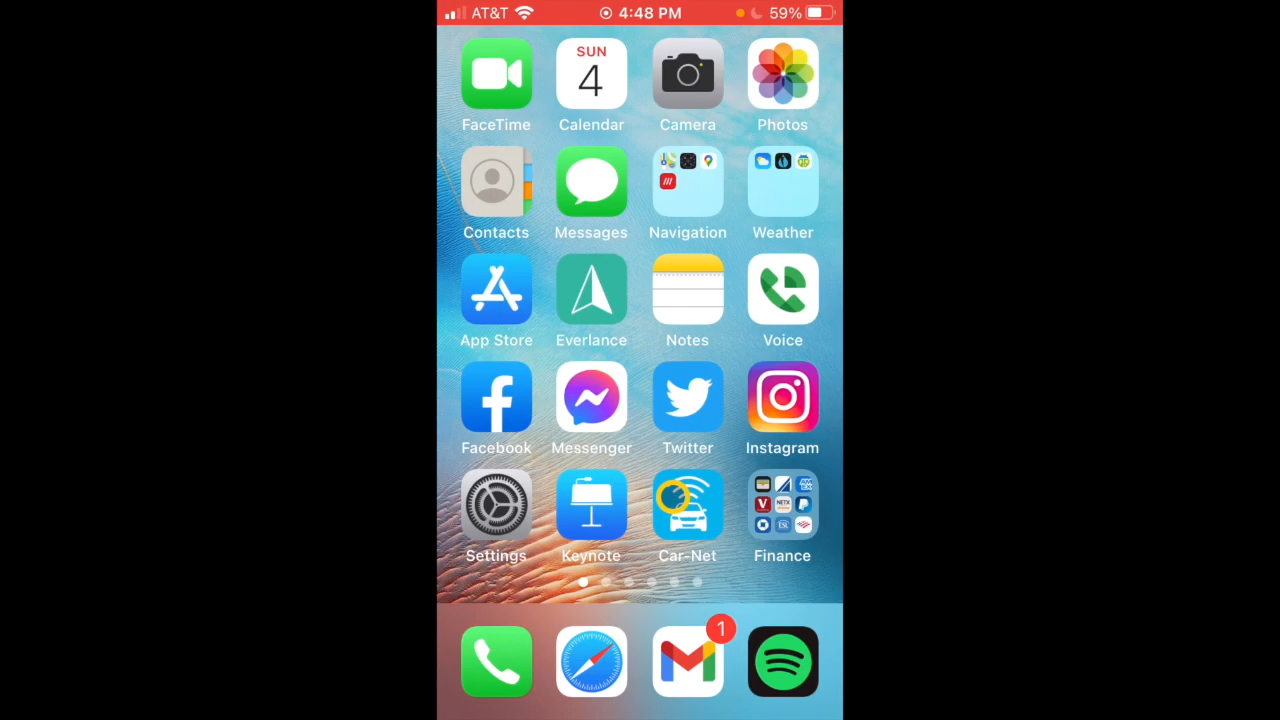 AT&T 4:48 PM 59%
SUN
4
FaceTime Calendar Camera Photos
Contacts Messages Navigation Weather
App Store Everlance Notes Voice
Facebook Messenger Twitter Instagram
Settings Keynote Car-Net Finance
1